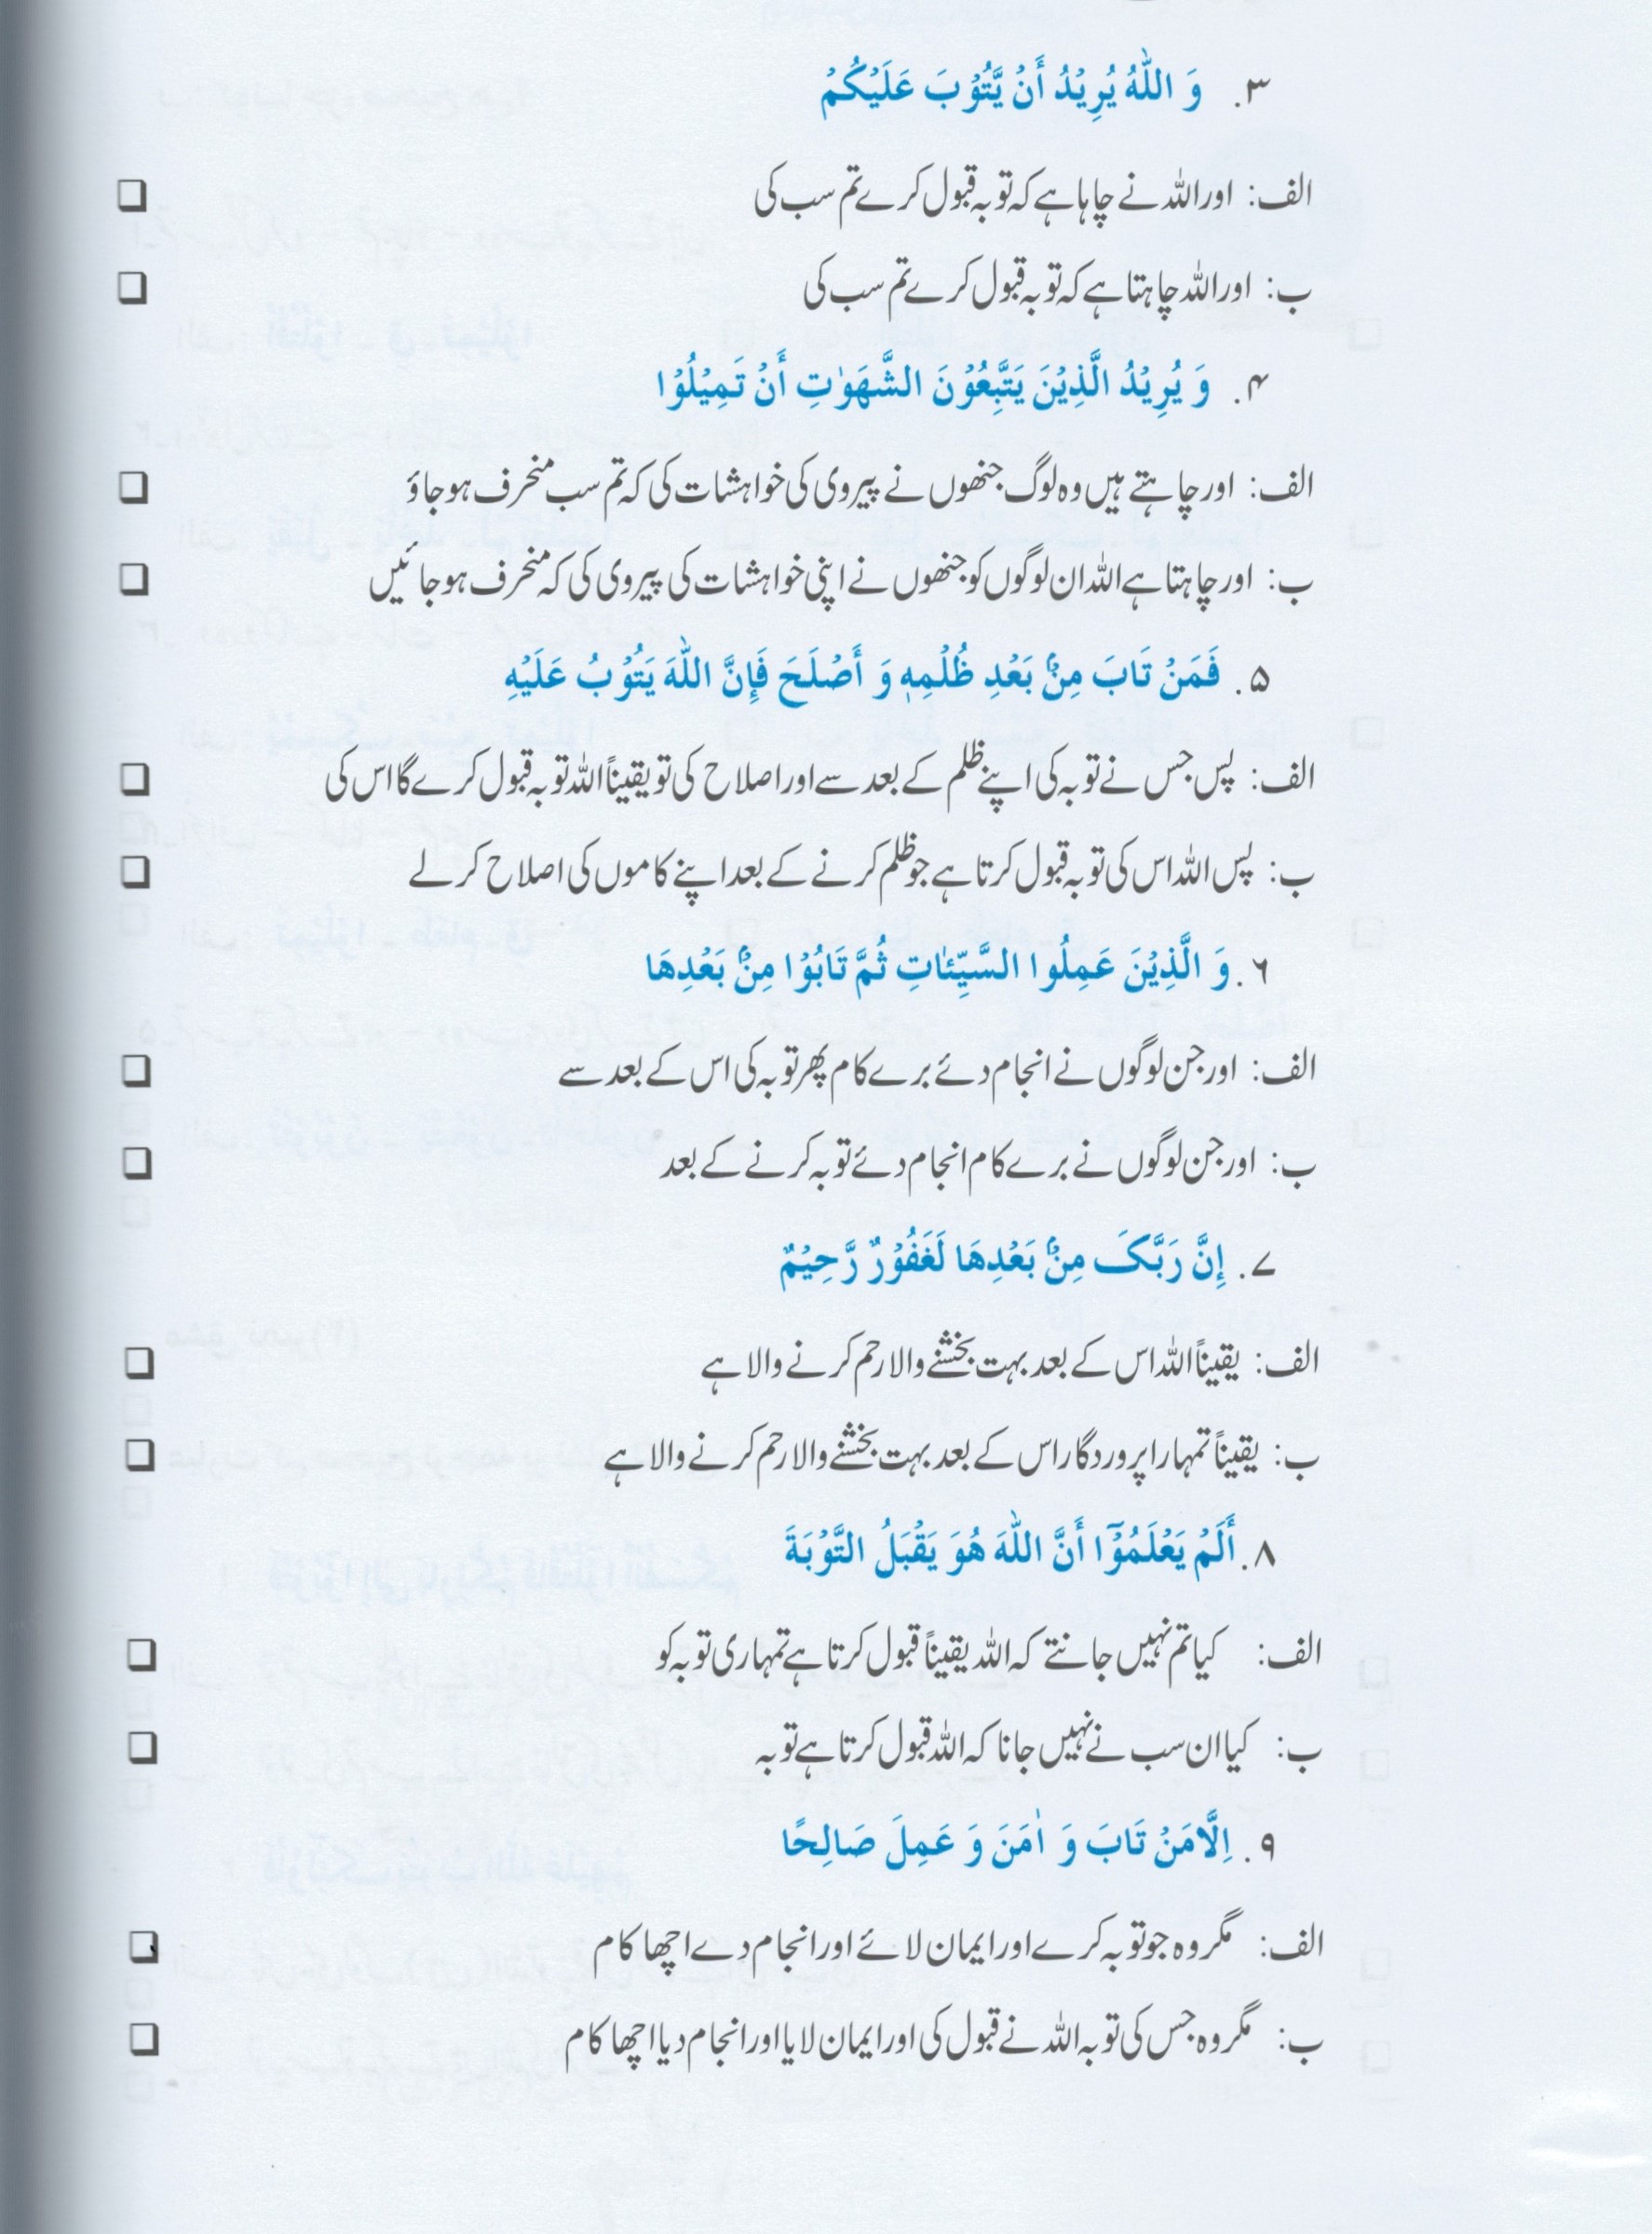 ۳. وَ اللّٰهُ يُرِيْدُ أَنْ يَّتُوْبَ عَلَيْكُمْ
الف: اور اللہ نے چاہا ہے کہ توبہ قبول کرے تم سب کی
ب: اور اللہ چاہتا ہے کہ توبہ قبول کرے تم سب کی
۴. وَ يُرِيْدُ الَّذِيْنَ يَتَّبِعُوْنَ الشَّهَوٰتِ أَنْ تَمِيْلُوْا
الف: اور چاہتے ہیں وہ لوگ جنھوں نے پیروی کی خواہشات کی کہ تم سب منحرف ہو جاؤ
ب: اور چاہتا ہے اللہ ان لوگوں کو جنھوں نے اپنی خواہشات کی پیروی کی کہ منحرف ہو جائیں
۵. فَمَنْ تَابَ مِنْۢ بَعْدِ ظُلْمِهٖ وَ أَصْلَحَ فَإِنَّ اللّٰهَ يَتُوْبُ عَلَيْهِ
الف: پس جس نے توبہ کی اپنے ظلم کے بعد سے اور اصلاح کی تو یقیناً اللہ توبہ قبول کرے گا اس کی
ب: پس اللہ اس کی توبہ قبول کرتا ہے جو ظلم کرنے کے بعد اپنے کاموں کی اصلاح کر لے
۶. وَ الَّذِيْنَ عَمِلُوا السَّيِّئٰاتِ ثُمَّ تَابُوْا مِنْۢ بَعْدِهَا
الف: اور جن لوگوں نے انجام دئے برے کام پھر توبہ کی اس کے بعد سے
ب: اور جن لوگوں نے برے کام انجام دئے توبہ کرنے کے بعد
۷. إِنَّ رَبَّكَ مِنْۢ بَعْدِهَا لَغَفُوْرٌ رَّحِيْمٌ
الف: یقیناً اللہ اس کے بعد بہت بخشنے والا رحم کرنے والا ہے
ب: یقیناً تمہارا پروردگار اس کے بعد بہت بخشنے والا رحم کرنے والا ہے
۸. أَلَمْ يَعْلَمُوْٓا أَنَّ اللّٰهَ هُوَ يَقْبَلُ التَّوْبَةَ
الف: کیا تم نہیں جانتے کہ اللہ یقیناً قبول کرتا ہے تمہاری توبہ کو
ب: کیا ان سب نے نہیں جانا کہ اللہ قبول کرتا ہے توبہ
۹. اِلَّا مَنْ تَابَ وَ اٰمَنَ وَ عَمِلَ صَالِحًا
الف: مگر وہ جو توبہ کرے اور ایمان لائے اور انجام دے اچھا کام
ب: مگر وہ جس کی توبہ اللہ نے قبول کی اور ایمان لایا اور انجام دیا اچھا کام